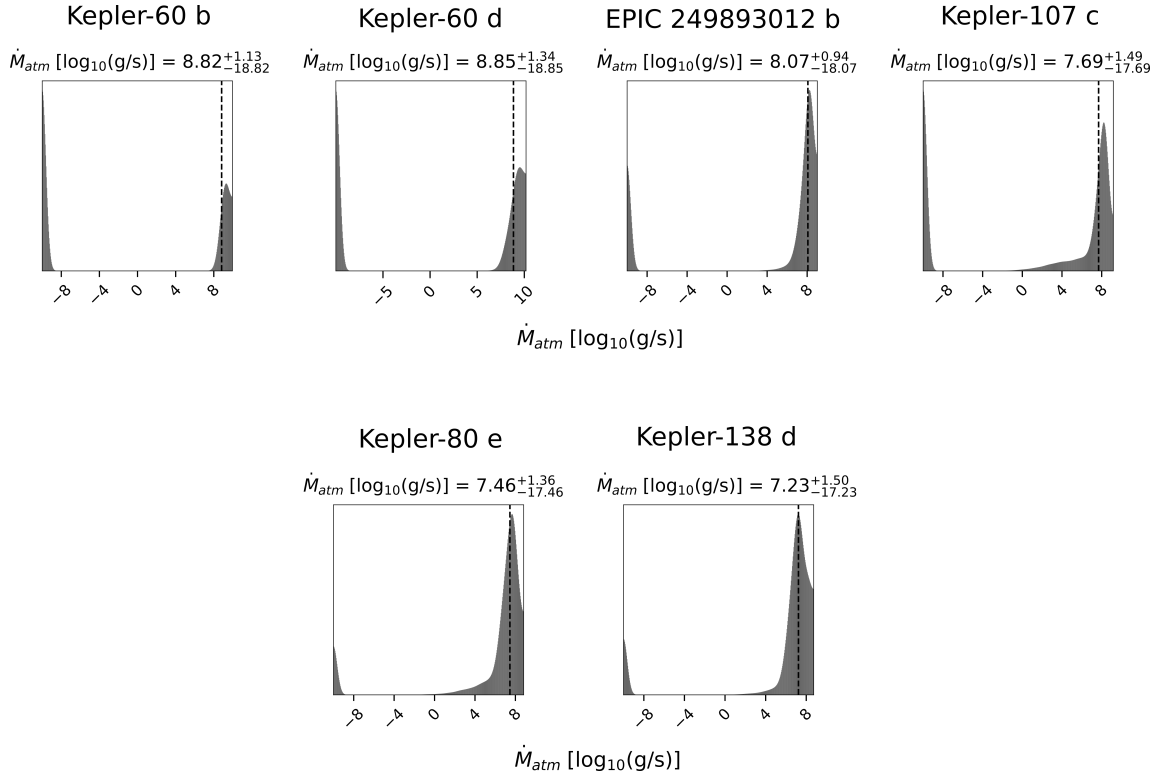 Kepler-60 b Kepler-60 d EPIC 249893012 b Kepler-107 c
Ṁ_atm [log₁₀(g/s)] = 8.82^{+1.13}_{−18.82} Ṁ_atm [log₁₀(g/s)] = 8.85^{+1.34}_{−18.85} Ṁ_atm [log₁₀(g/s)] = 8.07^{+0.94}_{−18.07} Ṁ_atm [log₁₀(g/s)] = 7.69^{+1.49}_{−17.69}
−8 −4 0 4 8 −5 0 5 10 −8 −4 0 4 8 −8 −4 0 4 8
Ṁ_atm [log₁₀(g/s)]
Kepler-80 e Kepler-138 d
Ṁ_atm [log₁₀(g/s)] = 7.46^{+1.36}_{−17.46} Ṁ_atm [log₁₀(g/s)] = 7.23^{+1.50}_{−17.23}
−8 −4 0 4 8 −8 −4 0 4 8
Ṁ_atm [log₁₀(g/s)]